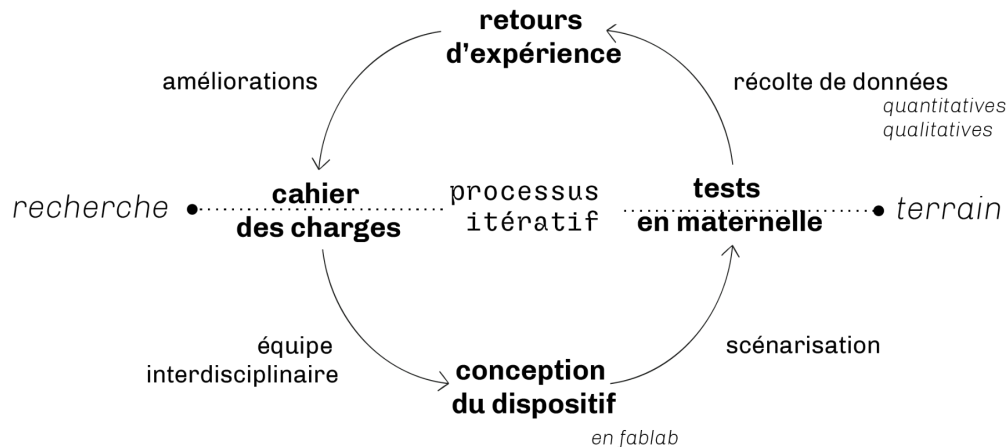 retours
d’expérience
améliorations
récolte de données
quantitatives
qualitatives
recherche
cahier
des charges
processus
itératif
tests
en maternelle
terrain
équipe
interdisciplinaire
scénarisation
conception
du dispositif
en fablab